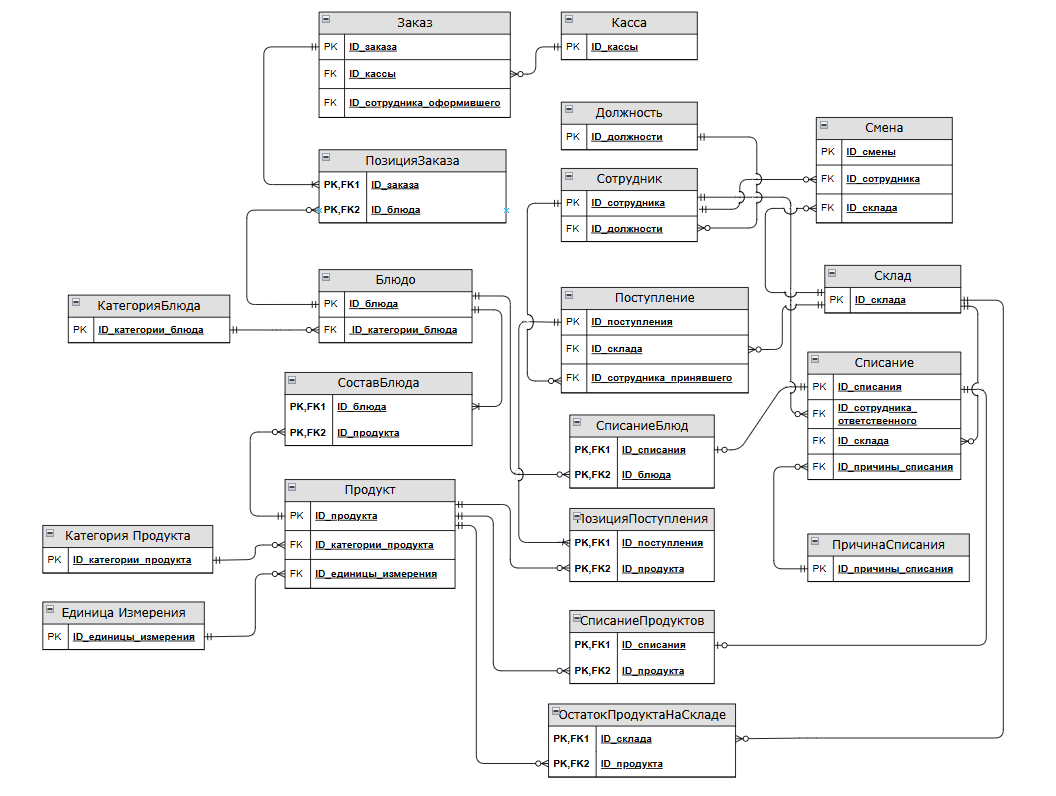 Заказ
PK ID_заказа
FK ID_кассы
FK ID_сотрудника_оформившего
Касса
PK ID_кассы
Должность
PK ID_должности
Смена
PK ID_смены
FK ID_сотрудника
FK ID_склада
ПозицияЗаказа
PK,FK1 ID_заказа
PK,FK2 ID_блюда
Сотрудник
PK ID_сотрудника
FK ID_должности
Склад
PK ID_склада
Блюдо
PK ID_блюда
FK ID_категории_блюда
КатегорияБлюда
PK ID_категории_блюда
Поступление
PK ID_поступления
FK ID_склада
FK ID_сотрудника_принявшего
Списание
PK ID_списания
FK ID_сотрудника_
ответственного
FK ID_склада
FK ID_причины_списания
СоставБлюда
PK,FK1 ID_блюда
PK,FK2 ID_продукта
СписаниеБлюд
PK,FK1 ID_списания
PK,FK2 ID_блюда
Продукт
PK ID_продукта
FK ID_категории_продукта
FK ID_единицы_измерения
ПозицияПоступления
PK,FK1 ID_поступления
PK,FK2 ID_продукта
Категория Продукта
PK ID_категории_продукта
ПричинаСписания
PK ID_причины_списания
Единица Измерения
PK ID_единицы_измерения
СписаниеПродуктов
PK,FK1 ID_списания
PK,FK2 ID_продукта
ОстатокПродуктаНаСкладе
PK,FK1 ID_склада
PK,FK2 ID_продукта